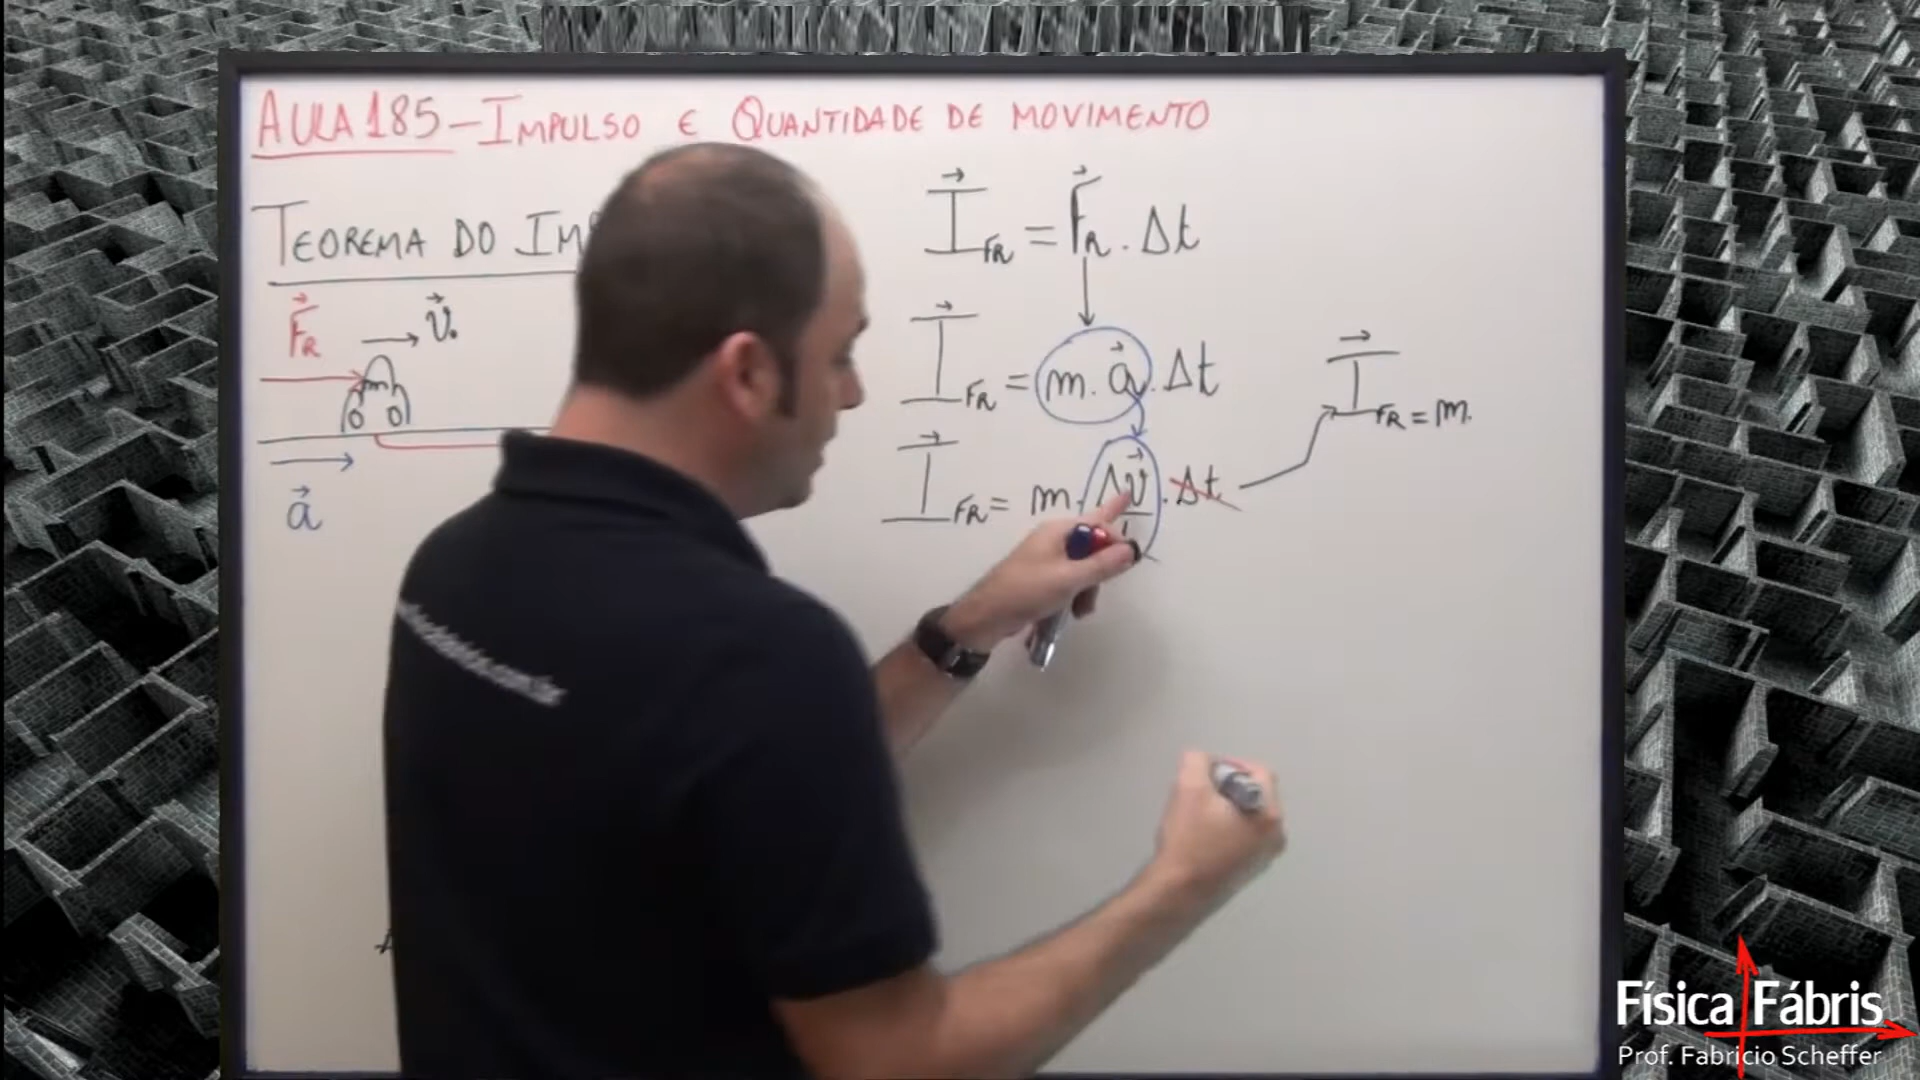 AULA 185 – IMPULSO E QUANTIDADE DE MOVIMENTO
TEOREMA DO
F⃗R
v⃗₀
m
a⃗
I⃗FR = F⃗R . Δt
I⃗FR = m. a⃗ . Δt
I⃗FR = m. Δv⃗ . Δt
I⃗FR = m.
Física Fábris
Prof. Fabricio Scheffer